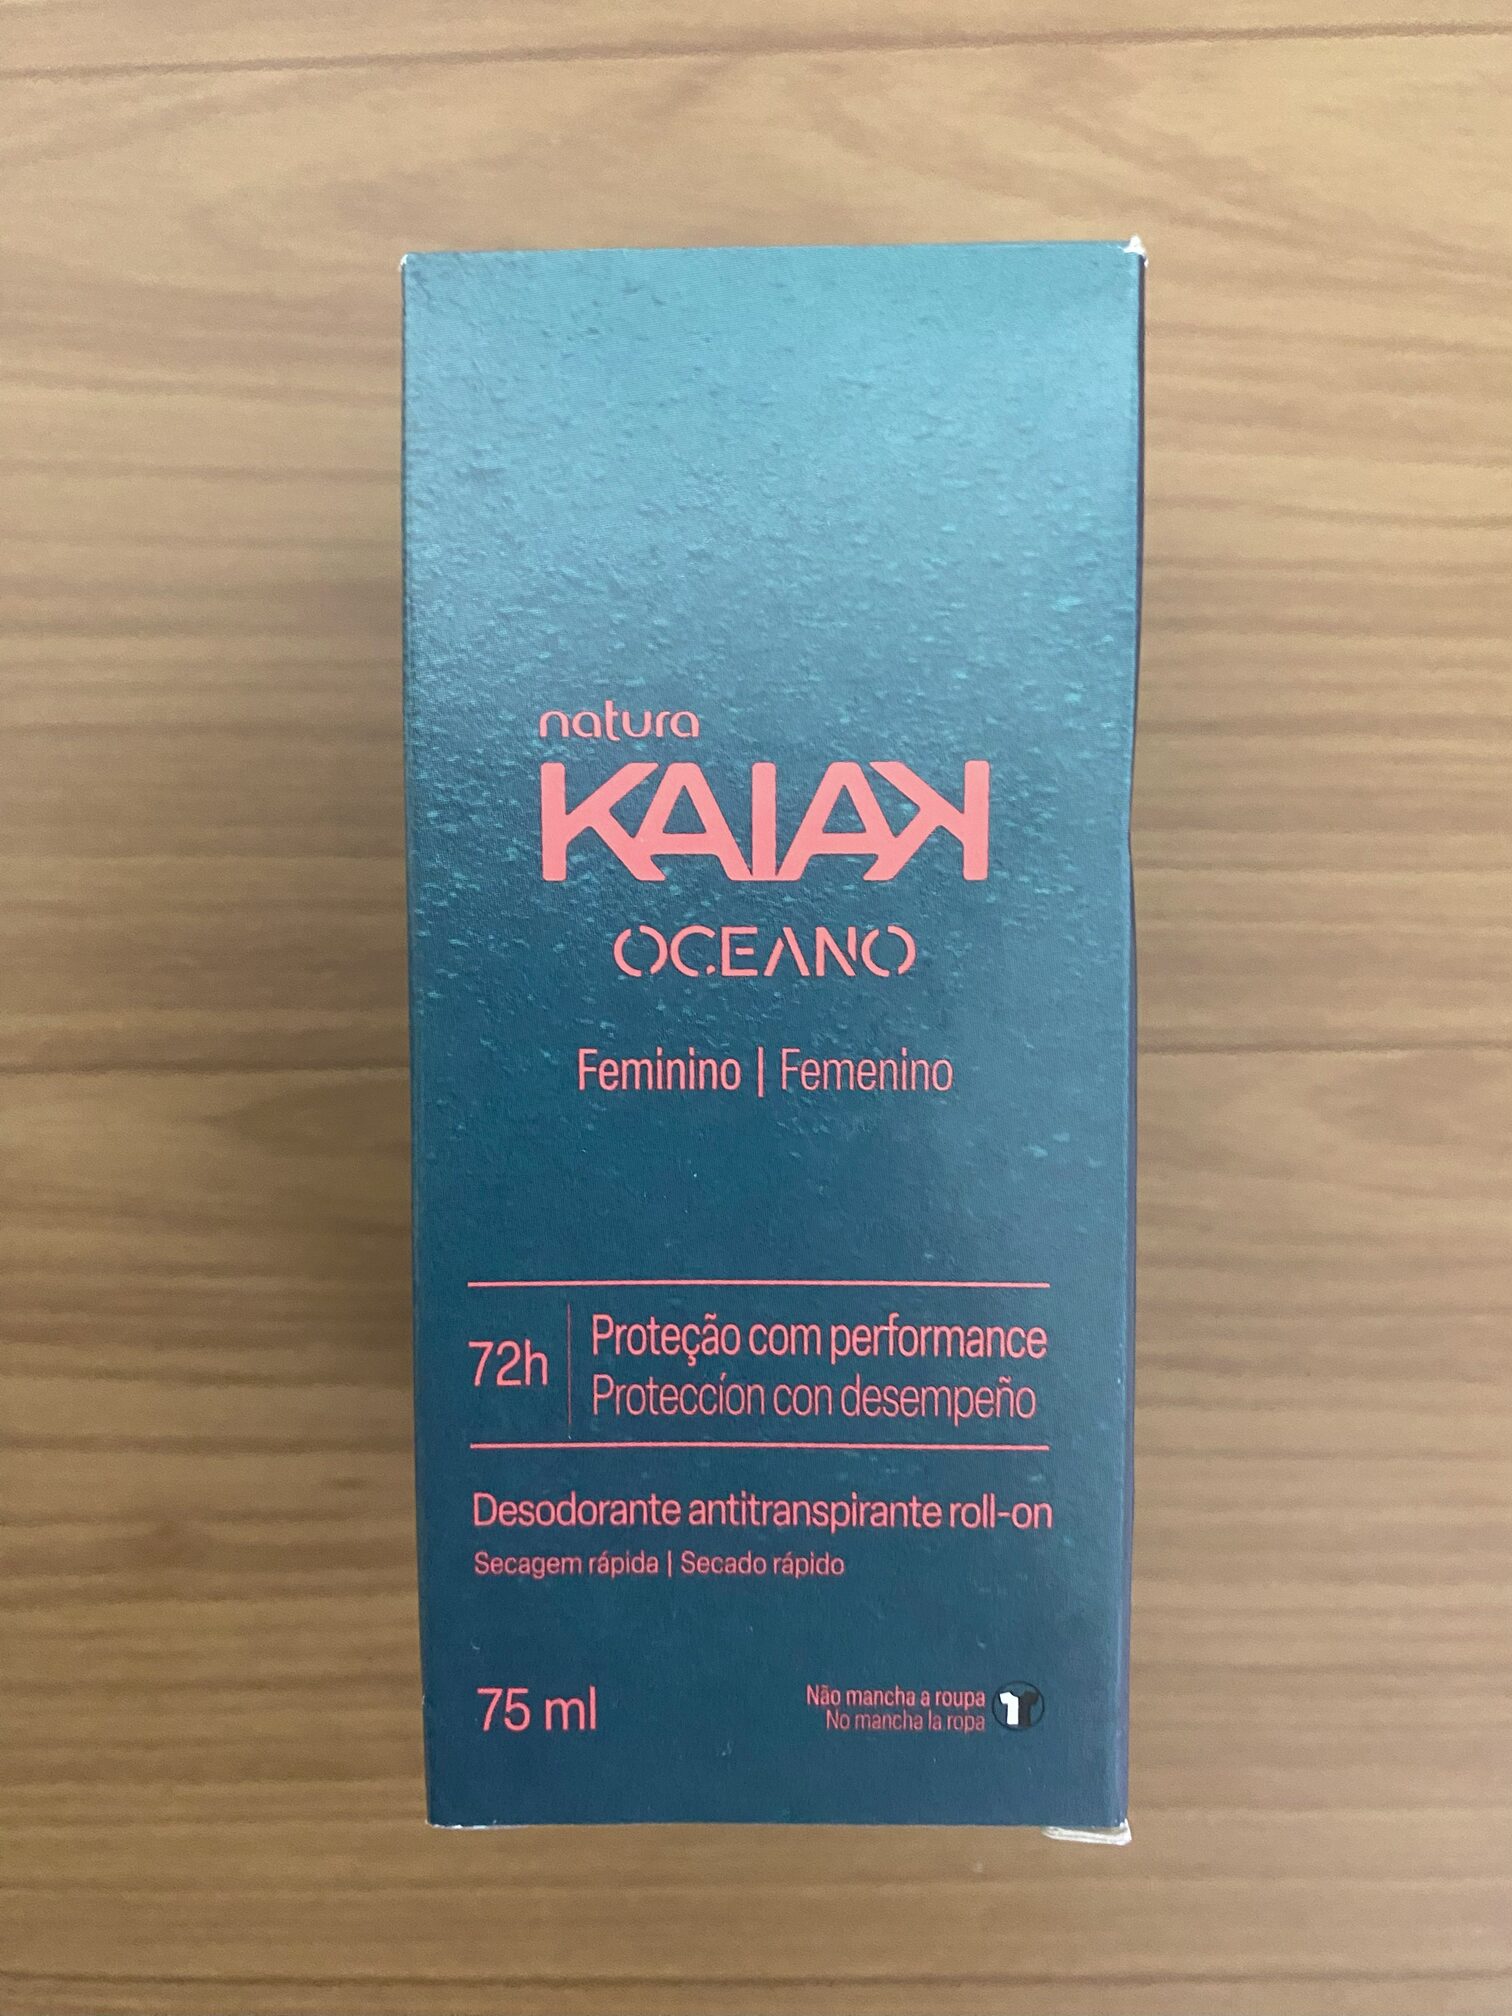 natura
KAIAK
OCEANO
Feminino | Femenino
72h
Proteção com performance
Proteccíon con desempeño
Desodorante antitranspirante roll-on
Secagem rápida | Secado rápido
75 ml
Não mancha a roupa
No mancha la ropa